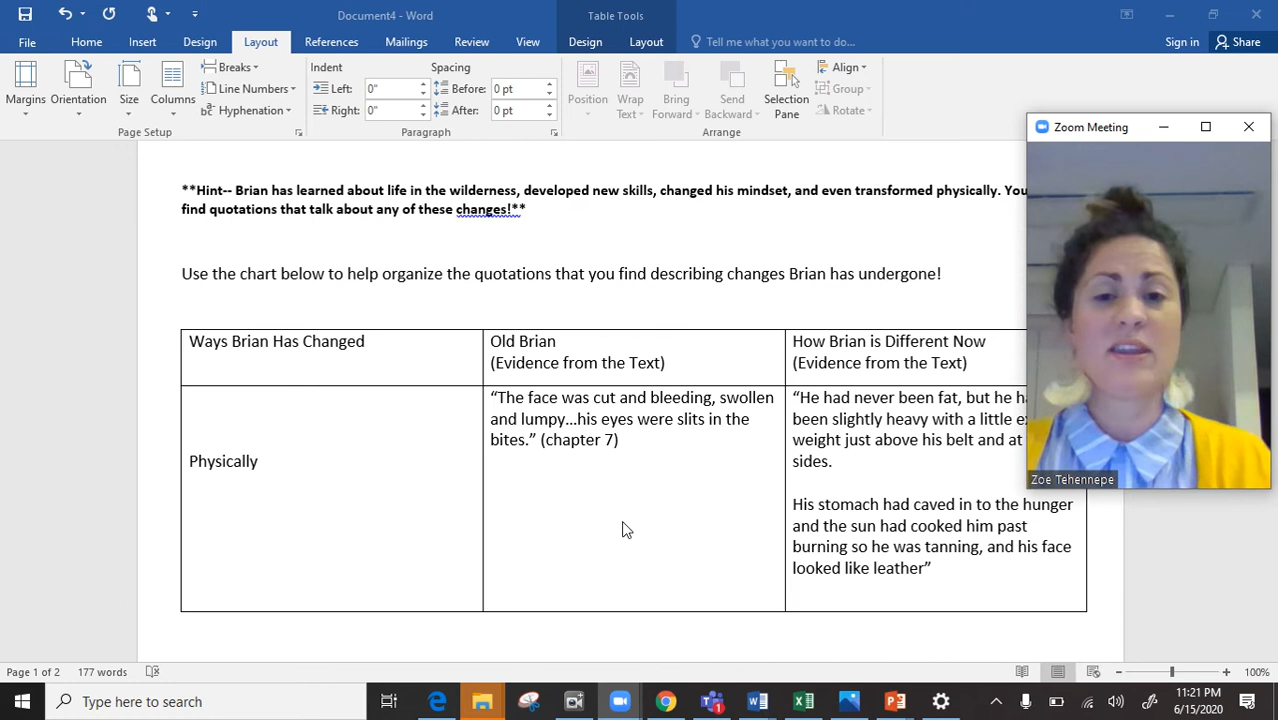 Document4 - Word
Table Tools
File
Home
Insert
Design
Layout
References
Mailings
Review
View
Design
Layout
Tell me what you want to do...
Sign in
Share
Margins
Orientation
Size
Columns
Breaks
Line Numbers
Hyphenation
Page Setup
Indent
Left: 0"
Right: 0"
Spacing
Before: 0 pt
After: 0 pt
Paragraph
Position
Wrap
Text
Bring
Forward
Send
Backward
Selection
Pane
Align
Group
Rotate
Arrange
Zoom Meeting
**Hint-- Brian has learned about life in the wilderness, developed new skills, changed his mindset, and even transformed physically. You
find quotations that talk about any of these changes!**
Use the chart below to help organize the quotations that you find describing changes Brian has undergone!
Ways Brian Has Changed
Old Brian
(Evidence from the Text)
How Brian is Different Now
(Evidence from the Text)
Physically
“The face was cut and bleeding, swollen
and lumpy...his eyes were slits in the
bites.” (chapter 7)
“He had never been fat, but he
been slightly heavy with a little
weight just above his belt and at
sides.
His stomach had caved in to the hunger
and the sun had cooked him past
burning so he was tanning, and his face
looked like leather”
Zoe Tehennepe
Page 1 of 2
177 words
100%
Type here to search
11:21 PM
6/15/2020